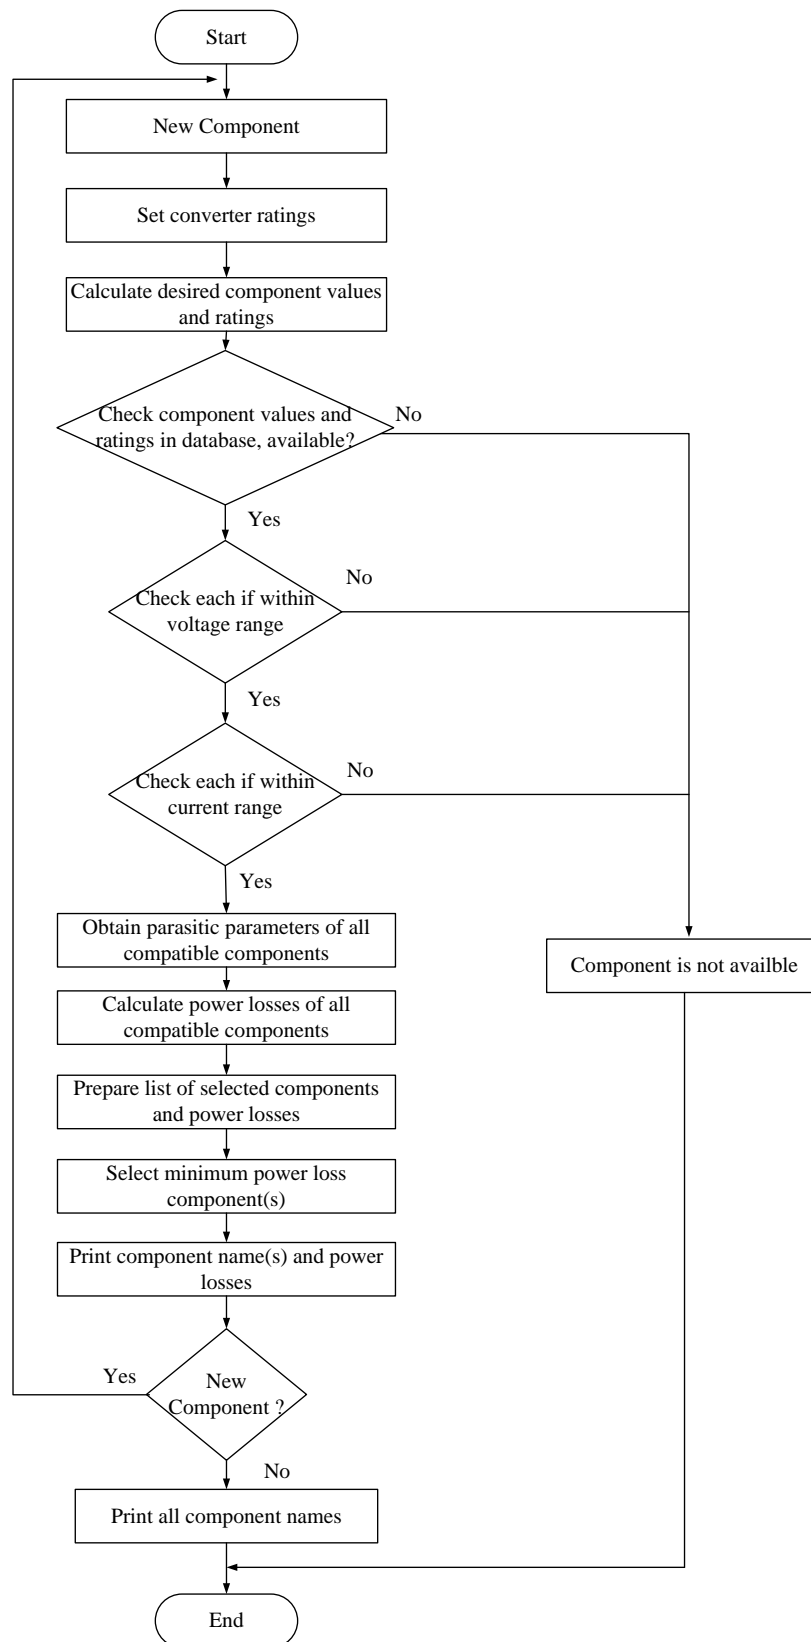 Start
New Component
Set converter ratings
Calculate desired component values
and ratings
Check component values and
ratings in database, available?
No
Yes
Check each if within
voltage range
No
Yes
Check each if within
current range
No
Yes
Obtain parasitic parameters of all
compatible components
Component is not availble
Calculate power losses of all
compatible components
Prepare list of selected components
and power losses
Select minimum power loss
component(s)
Print component name(s) and power
losses
Yes
New
Component ?
No
Print all component names
End